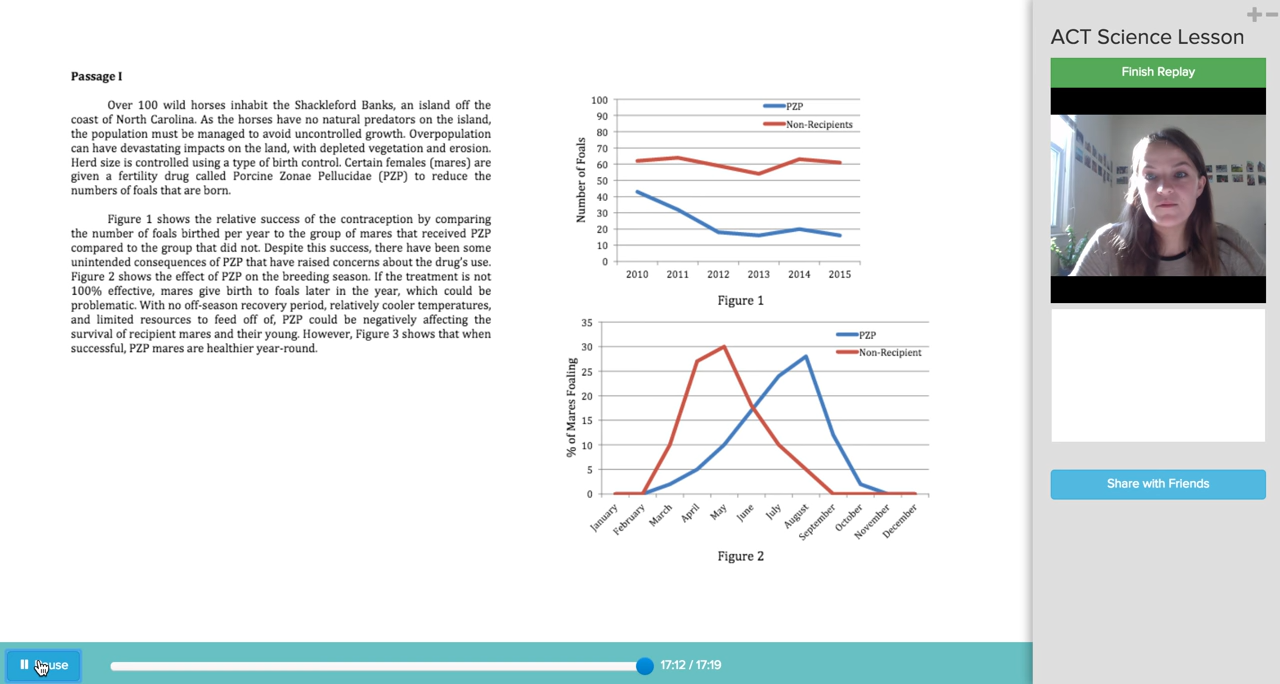 ACT Science Lesson
Finish Replay
Share with Friends
Passage I
Over 100 wild horses inhabit the Shackleford Banks, an island off the
coast of North Carolina. As the horses have no natural predators on the island,
the population must be managed to avoid uncontrolled growth. Overpopulation
can have devastating impacts on the land, with depleted vegetation and erosion.
Herd size is controlled using a type of birth control. Certain females (mares) are
given a fertility drug called Porcine Zonae Pellucidae (PZP) to reduce the
numbers of foals that are born.
Figure 1 shows the relative success of the contraception by comparing
the number of foals birthed per year to the group of mares that received PZP
compared to the group that did not. Despite this success, there have been some
unintended consequences of PZP that have raised concerns about the drug's use.
Figure 2 shows the effect of PZP on the breeding season. If the treatment is not
100% effective, mares give birth to foals later in the year, which could be
problematic. With no off-season recovery period, relatively cooler temperatures,
and limited resources to feed off of, PZP could be negatively affecting the
survival of recipient mares and their young. However, Figure 3 shows that when
successful, PZP mares are healthier year-round.
Number of Foals
100
90
80
70
60
50
40
30
20
10
0
PZP
Non-Recipients
2010 2011 2012 2013 2014 2015
Figure 1
% of Mares Foaling
35
30
25
20
15
10
5
0
PZP
Non-Recipient
January February March April May June July August September October November December
Figure 2
17:12 / 17:19